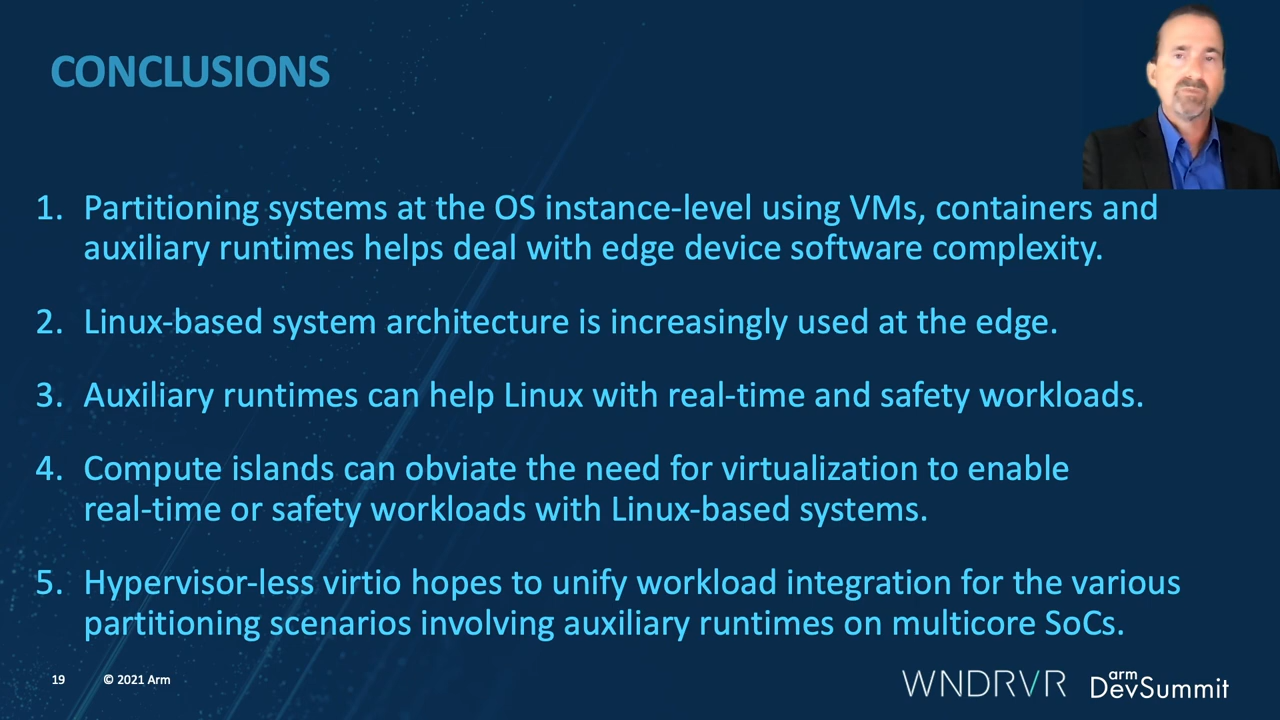 CONCLUSIONS
1. Partitioning systems at the OS instance-level using VMs, containers and
auxiliary runtimes helps deal with edge device software complexity.
2. Linux-based system architecture is increasingly used at the edge.
3. Auxiliary runtimes can help Linux with real-time and safety workloads.
4. Compute islands can obviate the need for virtualization to enable
real-time or safety workloads with Linux-based systems.
5. Hypervisor-less virtio hopes to unify workload integration for the various
partitioning scenarios involving auxiliary runtimes on multicore SoCs.
19 © 2021 Arm
WNDRVR
arm
DevSummit